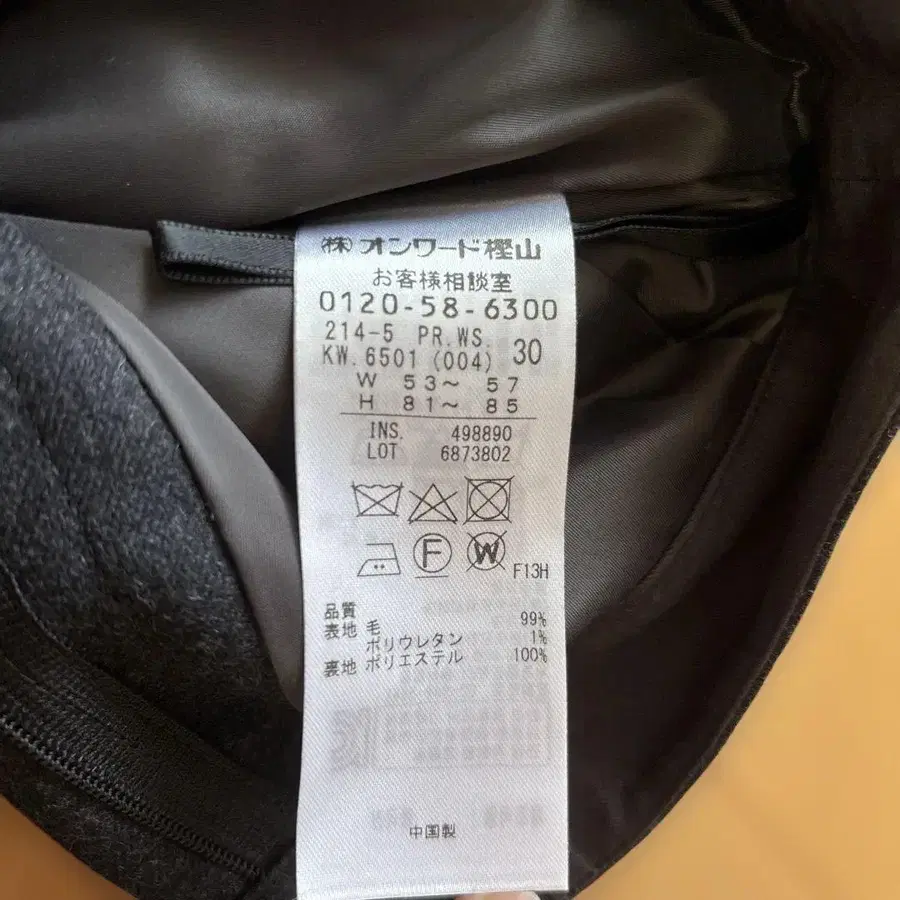 (株)オンワード樫山
お客様相談室
0120-58-6300
214-5 PR.WS.
KW.6501 (004) 30
W 53〜 57
H 81〜 85
INS. 498890
LOT 6873802
F
W
F13H
品質
表地 毛 99%
ポリウレタン 1%
裏地 ポリエステル 100%
中国製